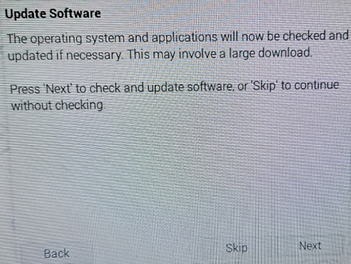 Update Software
The operating system and applications will now be checked and
updated if necessary. This may involve a large download.
Press 'Next' to check and update software, or 'Skip' to continue
without checking.
Back
Skip
Next